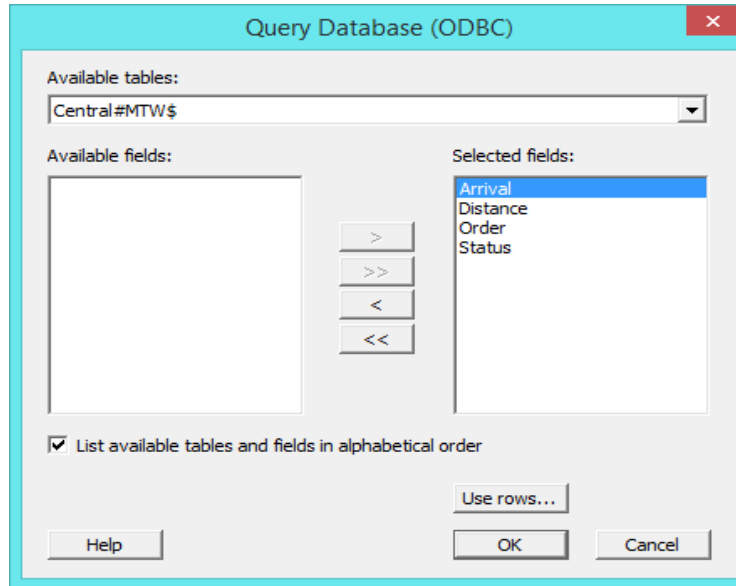 Query Database (ODBC)
Available tables:
Central#MTW$
Available fields:
Selected fields:
Arrival
Distance
Order
Status
>
>>
<
<<
List available tables and fields in alphabetical order
Use rows...
Help
OK
Cancel